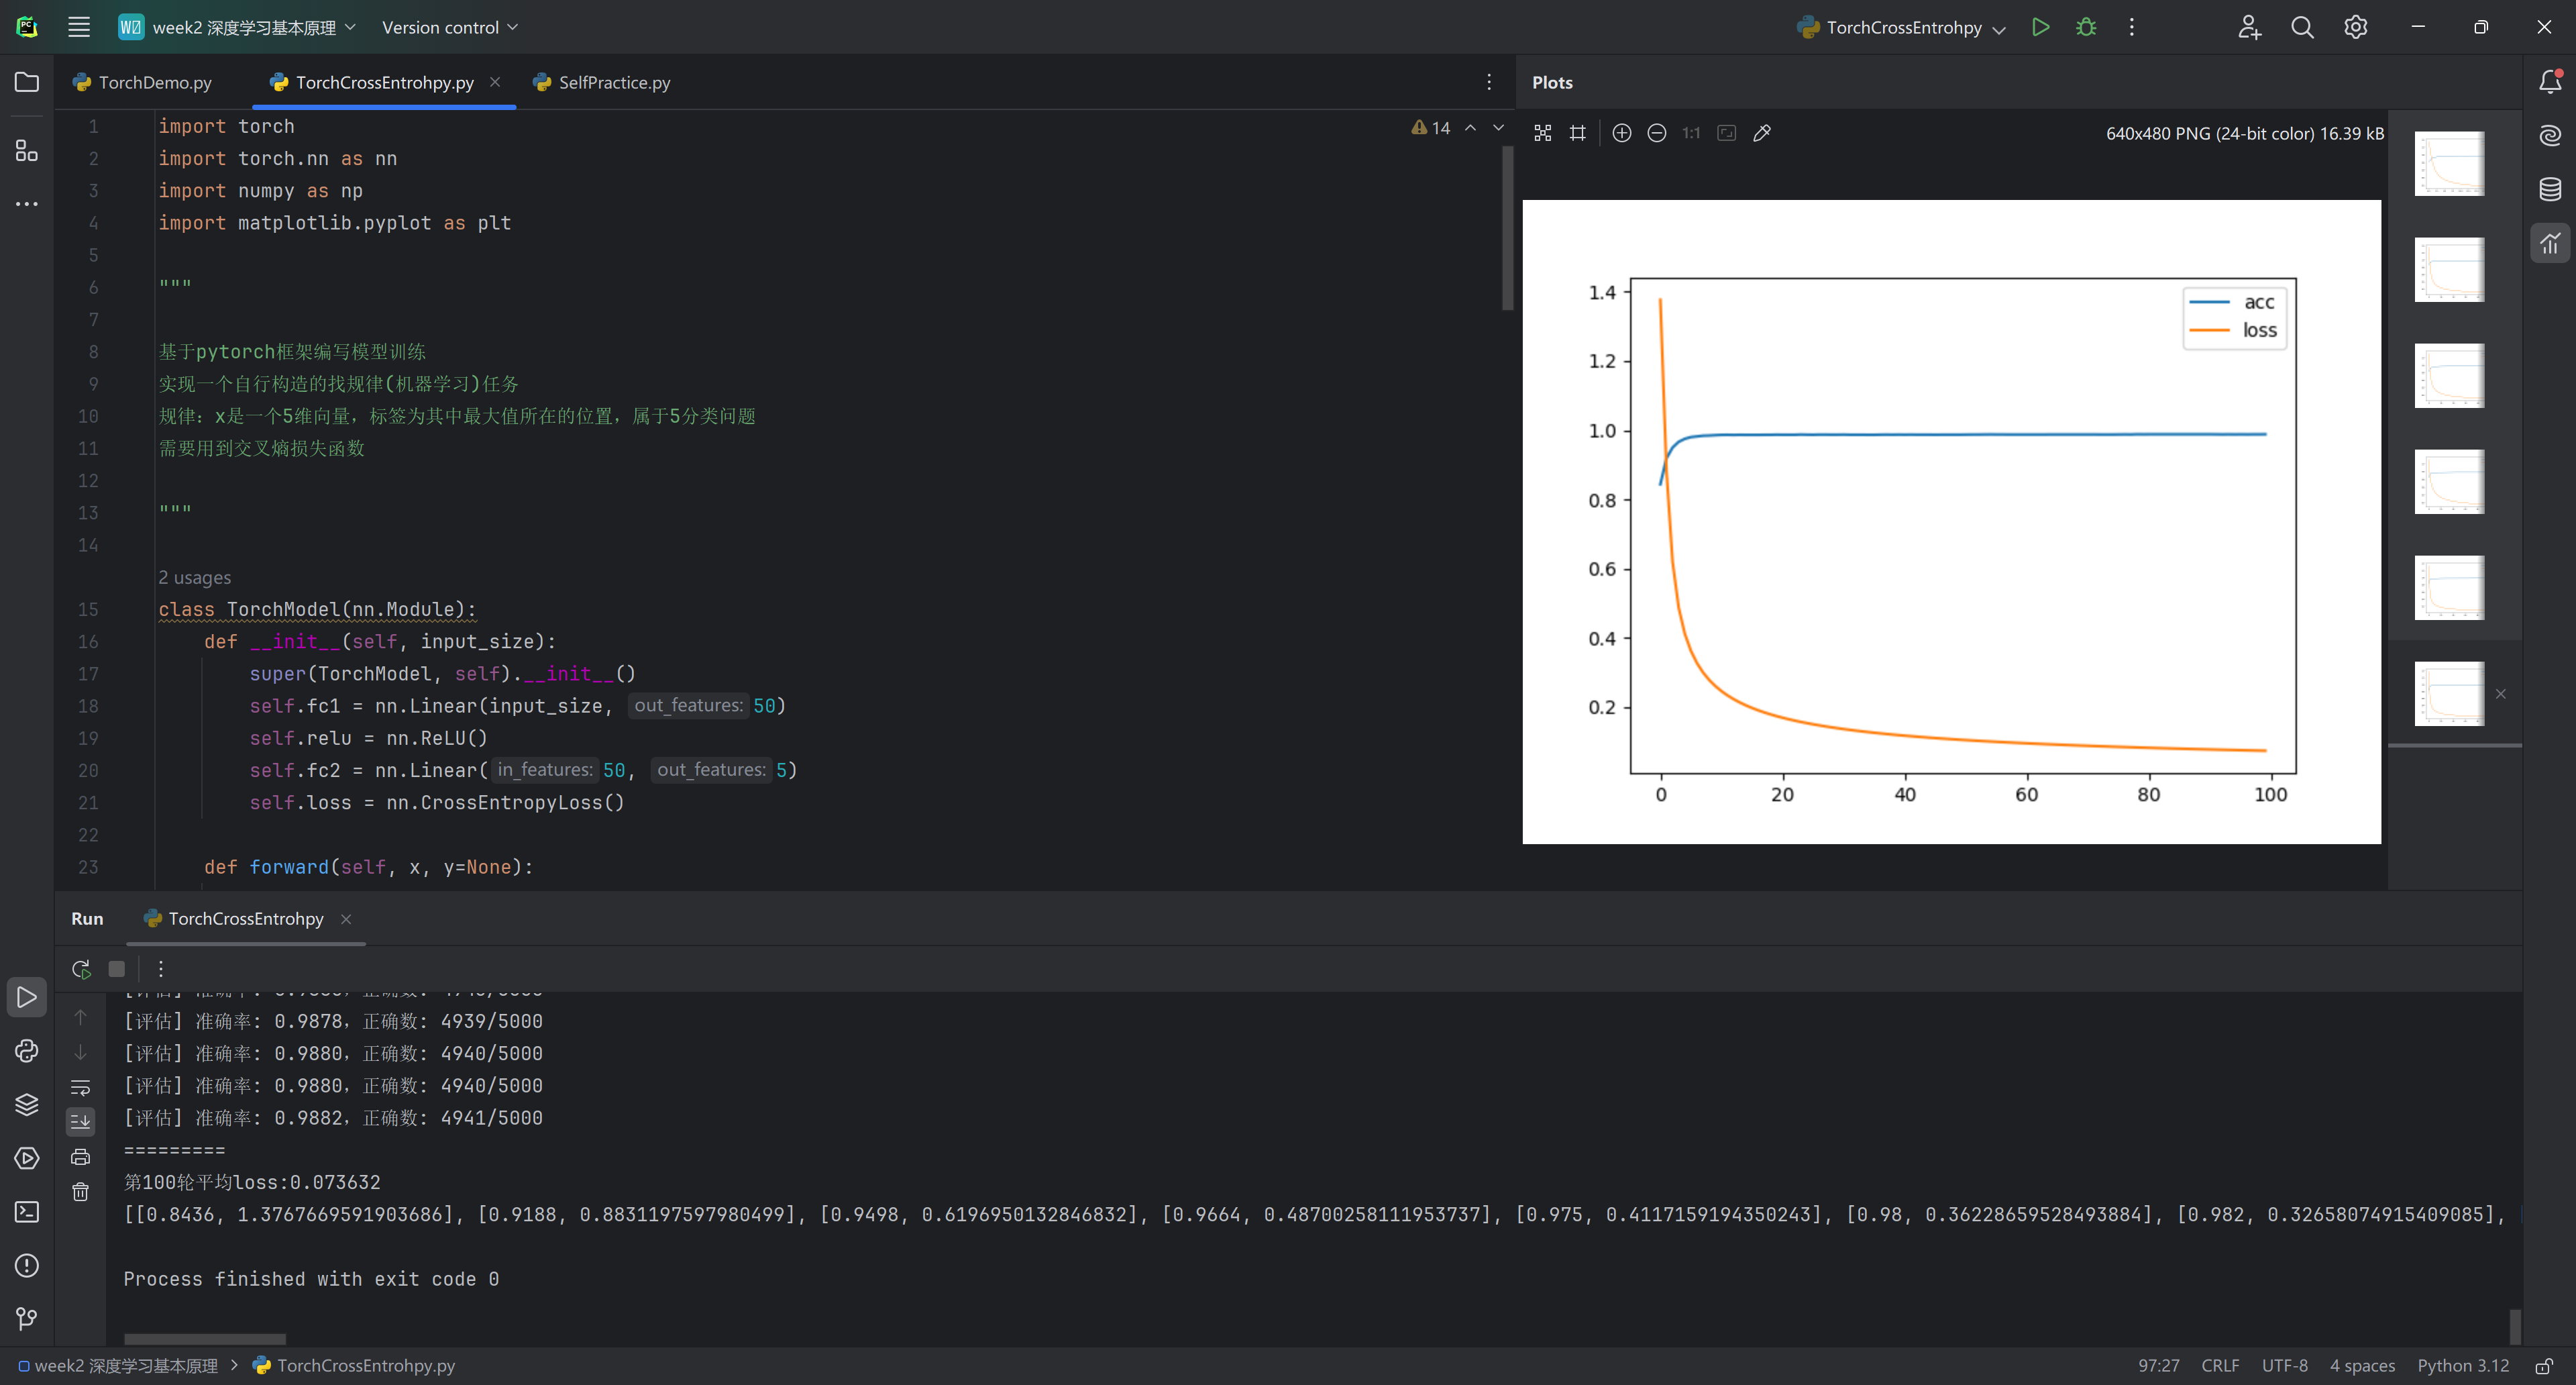 PC
W
week2 深度学习基本原理
Version control
TorchCrossEntrohpy
TorchDemo.py
TorchCrossEntrohpy.py
SelfPractice.py
Plots
14
1:1
640x480 PNG (24-bit color) 16.39 kB
1 import torch
2 import torch.nn as nn
3 import numpy as np
4 import matplotlib.pyplot as plt
5
6 """
7
8 基于pytorch框架编写模型训练
9 实现一个自行构造的找规律(机器学习)任务
10 规律：x是一个5维向量，标签为其中最大值所在的位置，属于5分类问题
11 需要用到交叉熵损失函数
12
13 """
14
2 usages
15 class TorchModel(nn.Module):
16 def __init__(self, input_size):
17 super(TorchModel, self).__init__()
18 self.fc1 = nn.Linear(input_size, out_features: 50)
19 self.relu = nn.ReLU()
20 self.fc2 = nn.Linear( in_features: 50, out_features: 5)
21 self.loss = nn.CrossEntropyLoss()
22
23 def forward(self, x, y=None):
acc
loss
1.4
1.2
1.0
0.8
0.6
0.4
0.2
0 20 40 60 80 100
Run
TorchCrossEntrohpy
[评估] 准确率: 0.9878，正确数: 4939/5000
[评估] 准确率: 0.9880，正确数: 4940/5000
[评估] 准确率: 0.9880，正确数: 4940/5000
[评估] 准确率: 0.9882，正确数: 4941/5000
=========
第100轮平均loss:0.073632
[[0.8436, 1.3767669591903686], [0.9188, 0.8831197597980499], [0.9498, 0.6196950132846832], [0.9664, 0.487002581119537​37], [0.975, 0.4117159194350243], [0.98, 0.36228659528493884], [0.982, 0.32658074915409085],
Process finished with exit code 0
week2 深度学习基本原理 > TorchCrossEntrohpy.py
97:27 CRLF UTF-8 4 spaces Python 3.12